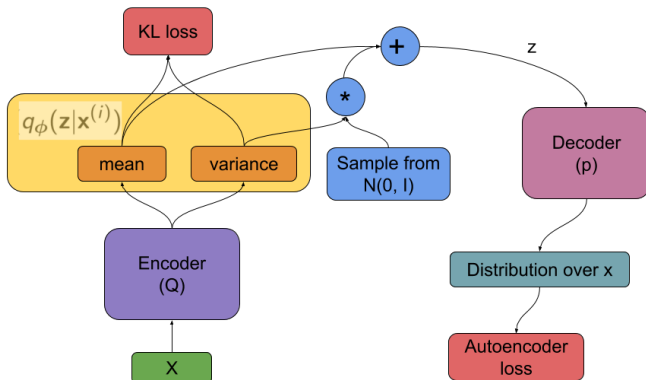 KL loss
+
z
*
q_ϕ(z|x^(i))
mean
variance
Sample from
N(0, I)
Decoder
(p)
Encoder
(Q)
Distribution over x
X
Autoencoder
loss